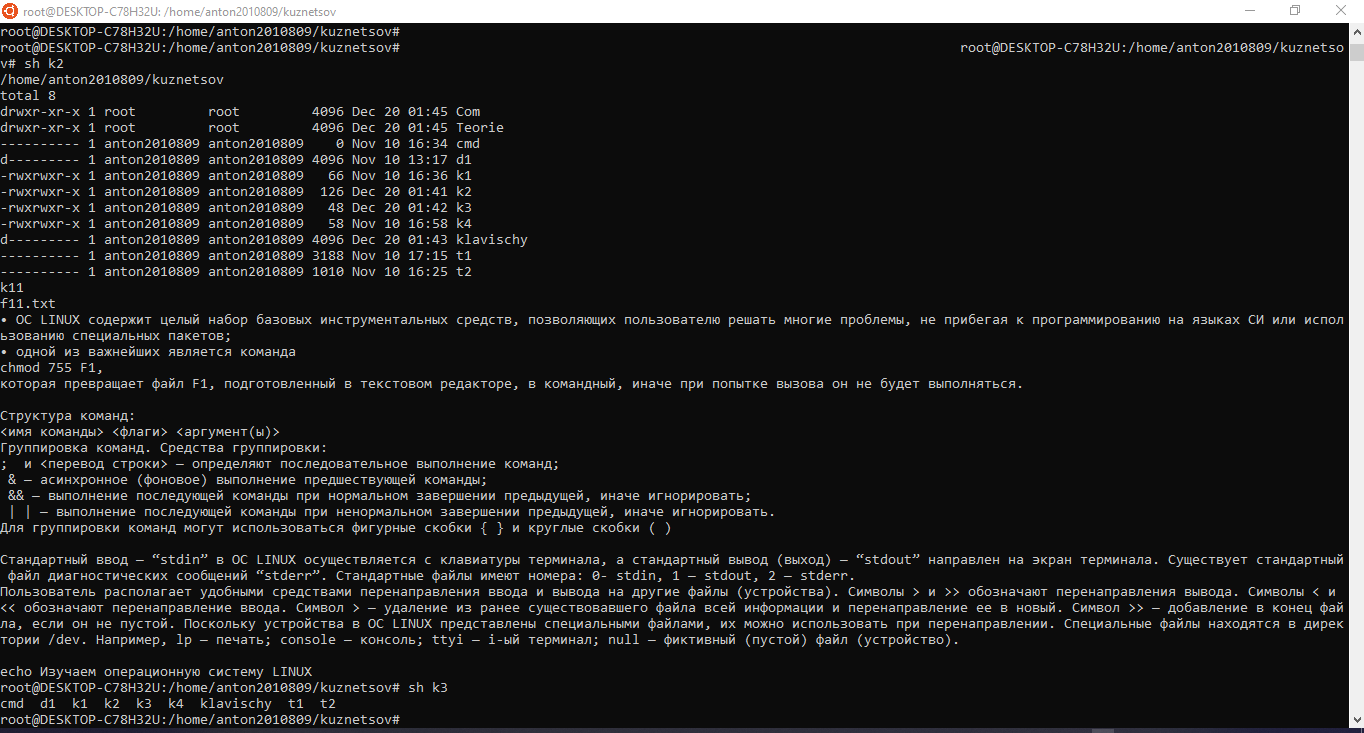 root@DESKTOP-C78H32U: /home/anton2010809/kuznetsov
root@DESKTOP-C78H32U:/home/anton2010809/kuznetsov#
root@DESKTOP-C78H32U:/home/anton2010809/kuznetsov# root@DESKTOP-C78H32U:/home/anton2010809/kuznetso
v# sh k2
/home/anton2010809/kuznetsov
total 8
drwxr-xr-x 1 root root 4096 Dec 20 01:45 Com
drwxr-xr-x 1 root root 4096 Dec 20 01:45 Teorie
---------- 1 anton2010809 anton2010809 0 Nov 10 16:34 cmd
d--------- 1 anton2010809 anton2010809 4096 Nov 10 13:17 d1
-rwxrwxr-x 1 anton2010809 anton2010809 66 Nov 10 16:36 k1
-rwxrwxr-x 1 anton2010809 anton2010809 126 Dec 20 01:41 k2
-rwxrwxr-x 1 anton2010809 anton2010809 48 Dec 20 01:42 k3
-rwxrwxr-x 1 anton2010809 anton2010809 58 Nov 10 16:58 k4
d--------- 1 anton2010809 anton2010809 4096 Dec 20 01:43 klavischy
---------- 1 anton2010809 anton2010809 3188 Nov 10 17:15 t1
---------- 1 anton2010809 anton2010809 1010 Nov 10 16:25 t2
k11
f11.txt
• ОС LINUX содержит целый набор базовых инструментальных средств, позволяющих пользователю решать многие проблемы, не прибегая к программированию на языках СИ или испол
ьзованию специальных пакетов;
• одной из важнейших является команда
chmod 755 F1,
которая превращает файл F1, подготовленный в текстовом редакторе, в командный, иначе при попытке вызова он не будет выполняться.
Структура команд:
<имя команды> <флаги> <аргумент(ы)>
Группировка команд. Средства группировки:
;  и <перевод строки> – определяют последовательное выполнение команд;
& – асинхронное (фоновое) выполнение предшествующей команды;
&& – выполнение последующей команды при нормальном завершении предыдущей, иначе игнорировать;
| | – выполнение последующей команды при ненормальном завершении предыдущей, иначе игнорировать.
Для группировки команд могут использоваться фигурные скобки { } и круглые скобки ( )
Стандартный ввод – “stdin” в ОС LINUX осуществляется с клавиатуры терминала, а стандартный вывод (выход) – “stdout” направлен на экран терминала. Существует стандартный
файл диагностических сообщений “stderr”. Стандартные файлы имеют номера: 0- stdin, 1 – stdout, 2 – stderr.
Пользователь располагает удобными средствами перенаправления ввода и вывода на другие файлы (устройства). Символы > и >> обозначают перенаправления вывода. Символы < и
<< обозначают перенаправление ввода. Символ > – удаление из ранее существовавшего файла всей информации и перенаправление ее в новый. Символ >> – добавление в конец фай
ла, если он не пустой. Поскольку устройства в ОС LINUX представлены специальными файлами, их можно использовать при перенаправлении. Специальные файлы находятся в дирек
тории /dev. Например, lp – печать; console – консоль; ttyi – i-ый терминал; null – фиктивный (пустой) файл (устройство).
echo Изучаем операционную систему LINUX
root@DESKTOP-C78H32U:/home/anton2010809/kuznetsov# sh k3
cmd  d1  k1  k2  k3  k4  klavischy  t1  t2
root@DESKTOP-C78H32U:/home/anton2010809/kuznetsov#